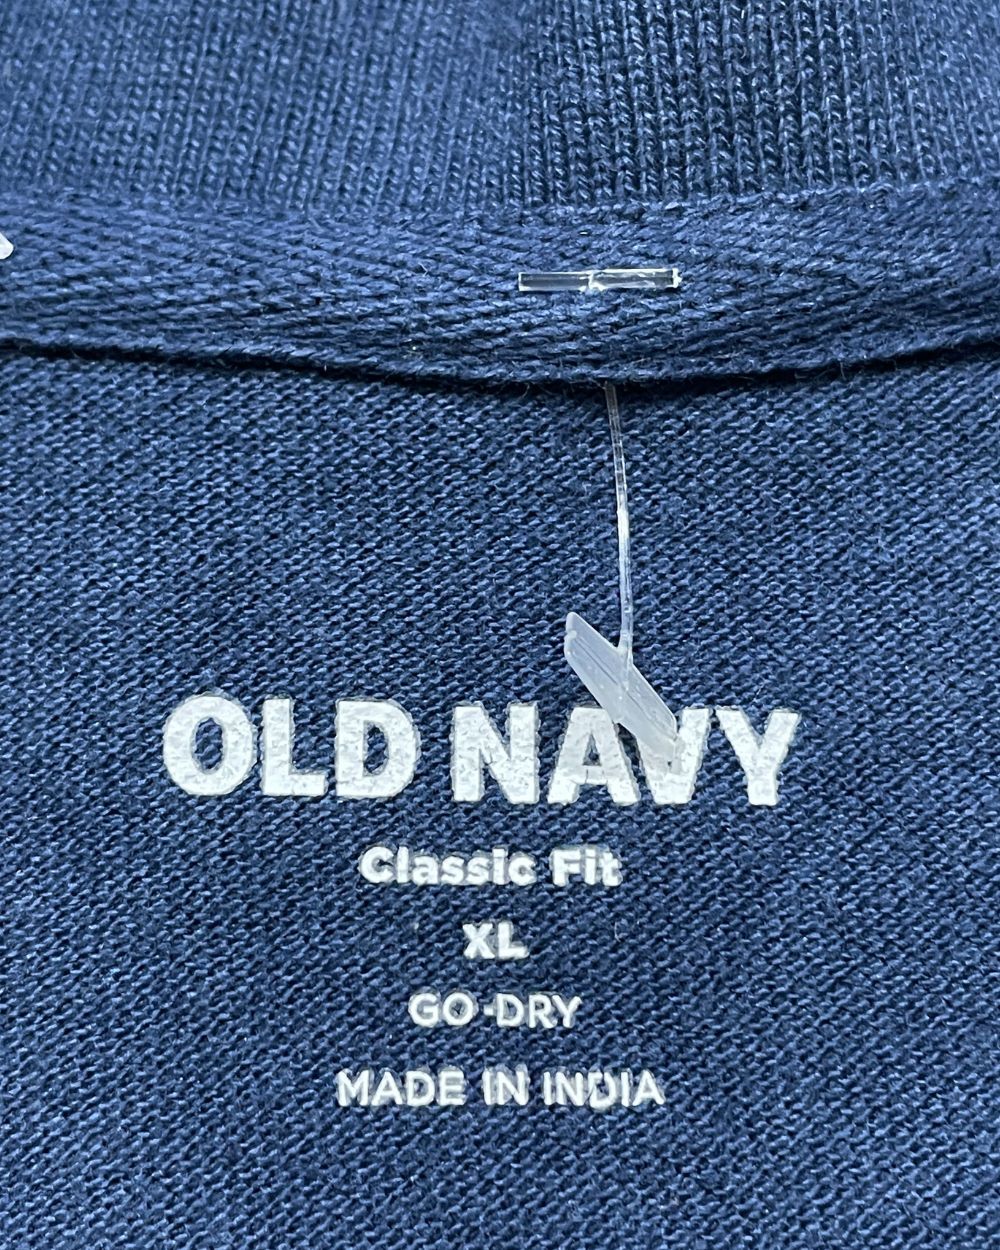 OLD NAVY
Classic Fit
XL
GO-DRY
MADE IN INDIA